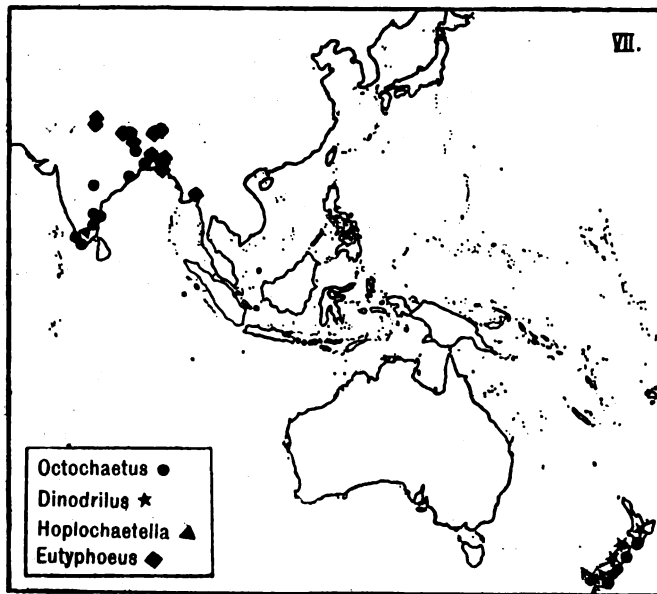 VII.
Octochaetus ●
Dinodrilus ★
Hoplochaetella ▲
Eutyphoeus ◆